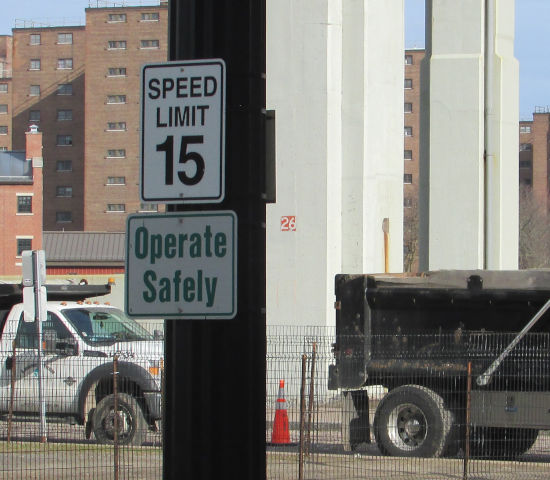 SPEED
LIMIT
15
Operate
Safely
26